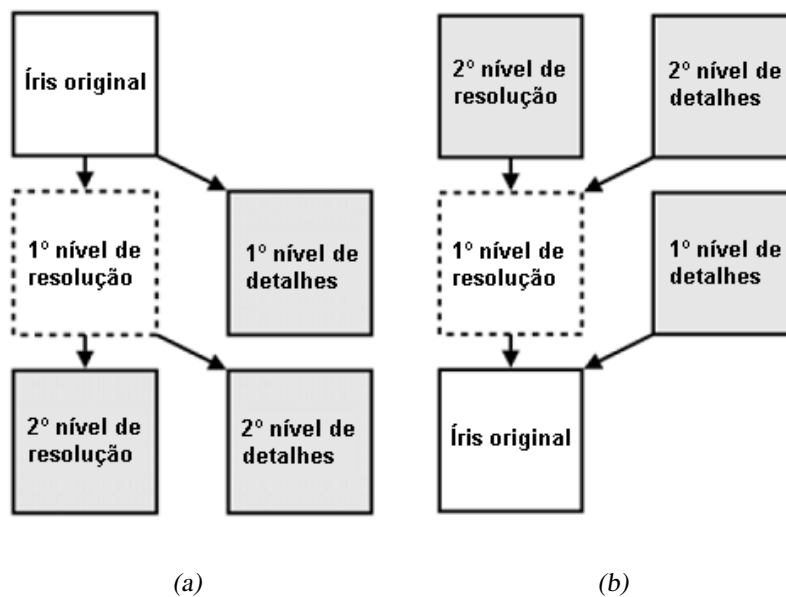 Íris original
1º nível de
resolução
1º nível de
detalhes
2º nível de
resolução
2º nível de
detalhes
(a)
2º nível de
resolução
2º nível de
detalhes
1º nível de
resolução
1º nível de
detalhes
Íris original
(b)